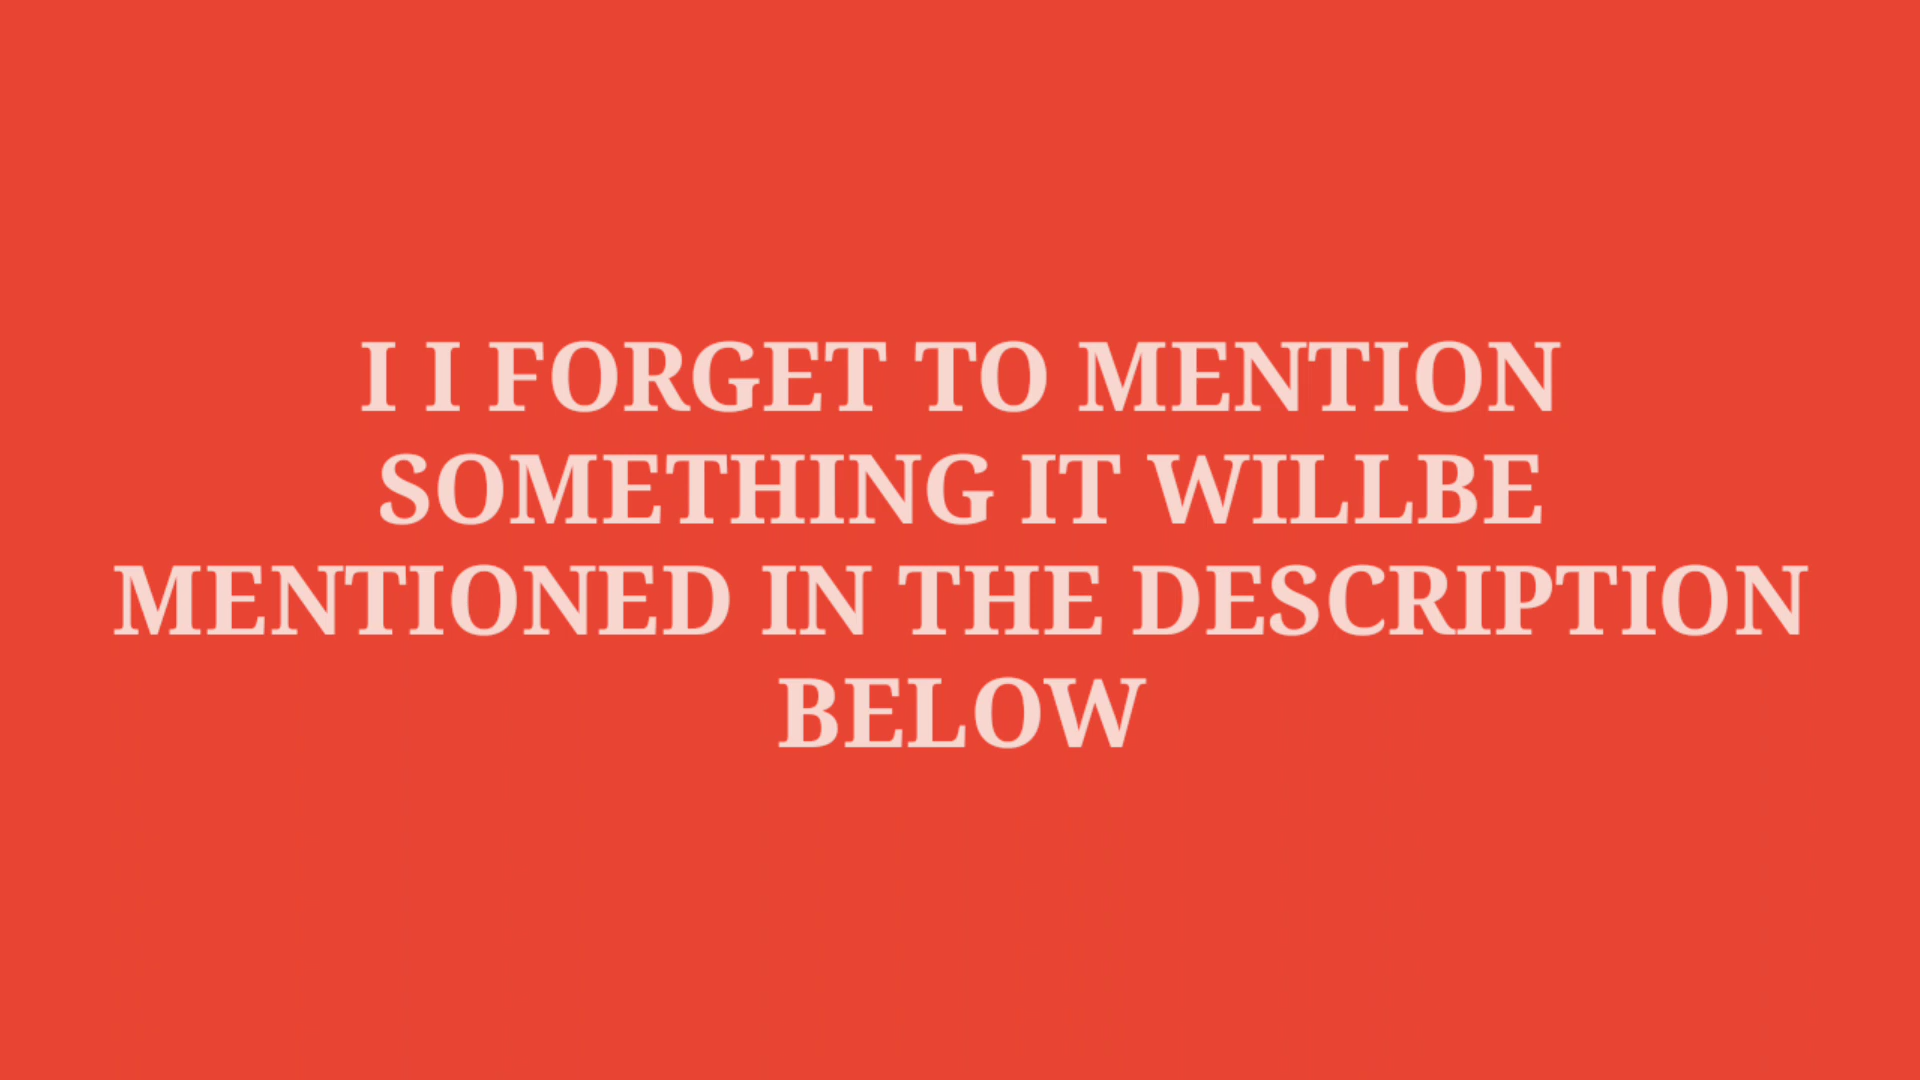 I I FORGET TO MENTION
SOMETHING IT WILLBE
MENTIONED IN THE DESCRIPTION
BELOW